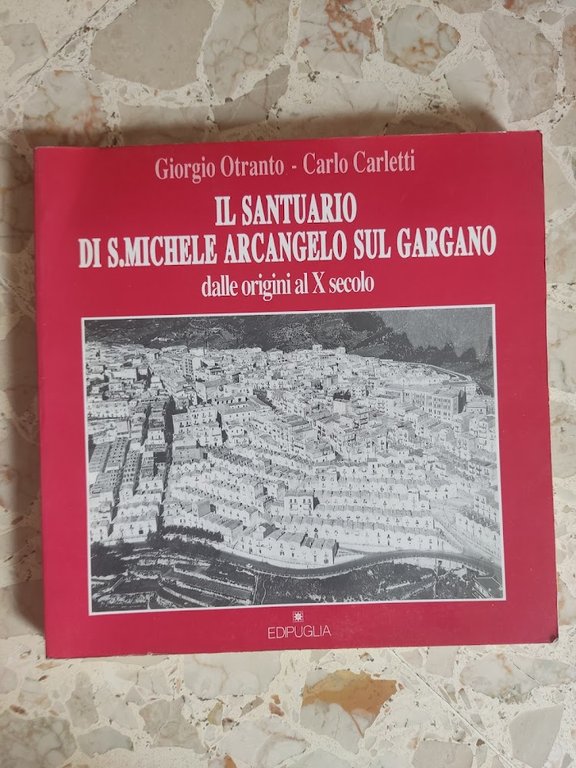 Giorgio Otranto - Carlo Carletti
IL SANTUARIO
DI S.MICHELE ARCANGELO SUL GARGANO
dalle origini al X secolo
EDIPUGLIA